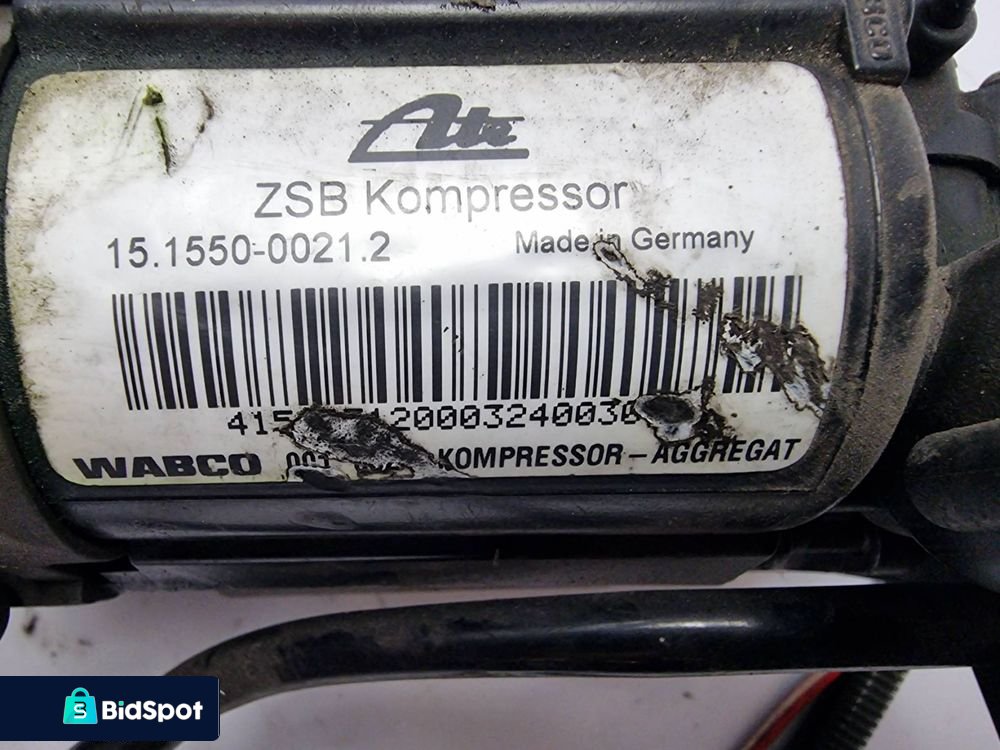 Ate
ZSB Kompressor
15.1550-0021.2 Made in Germany
WABCO KOMPRESSOR-AGGREGAT
BidSpot